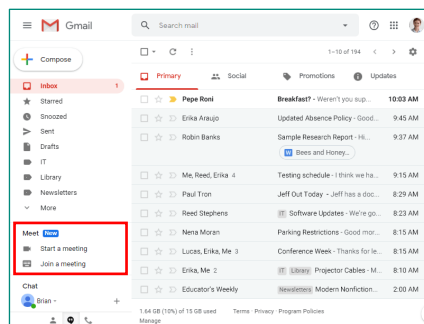 Gmail
Search mail
Compose
1–10 of 194
Primary
Social
Promotions
Updates
Inbox 1
Starred
Snoozed
Sent
Drafts
IT
Library
Newsletters
More
Meet New
Start a meeting
Join a meeting
Chat
Brian
Pepe Roni Breakfast? - Weren't you sup... 10:03 AM
Erika Araujo Updated Absence Policy - Good... 9:45 AM
Robin Banks Sample Research Report - Hi... 9:37 AM
W Bees and Honey...
Me, Reed, Erika 4 Testing schedule - I think we ha... 9:15 AM
Paul Tron Jeff Out Today - Jeff has a doc... 8:29 AM
Reed Stephens IT Software Updates - We're go... 8:23 AM
Nena Moran Parking Restrictions - Good mor... 8:15 AM
Lucas, Erika, Me 3 Conference Week - Thanks for le... 8:15 AM
Erika, Me 2 IT Library Projector Cables - M... 8:10 AM
Educator's Weekly Newsletters Modern Nonfiction... 2:00 AM
1.64 GB (10%) of 15 GB used
Manage
Terms · Privacy · Program Policies